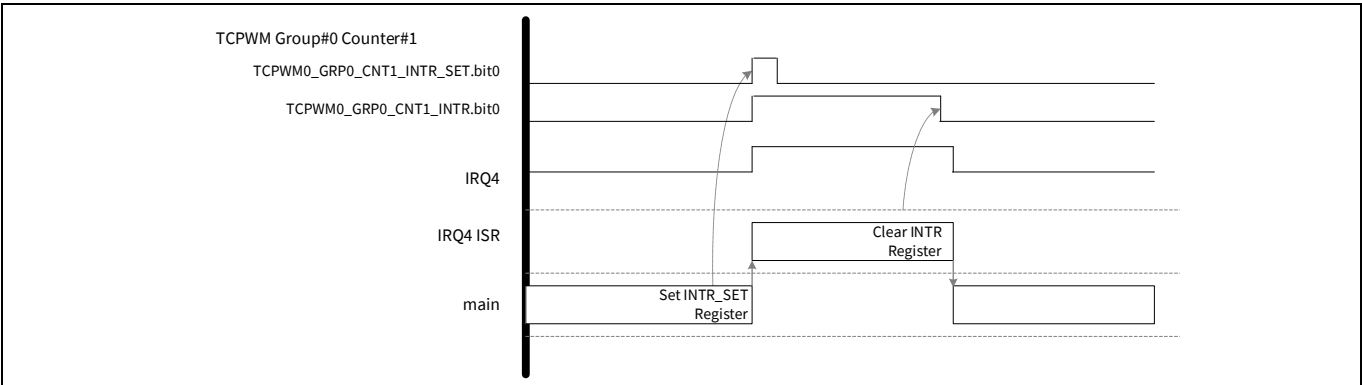 TCPWM Group#0 Counter#1
TCPWM0_GRP0_CNT1_INTR_SET.bit0
TCPWM0_GRP0_CNT1_INTR.bit0
IRQ4
IRQ4 ISR
Clear INTR
Register
main
Set INTR_SET
Register